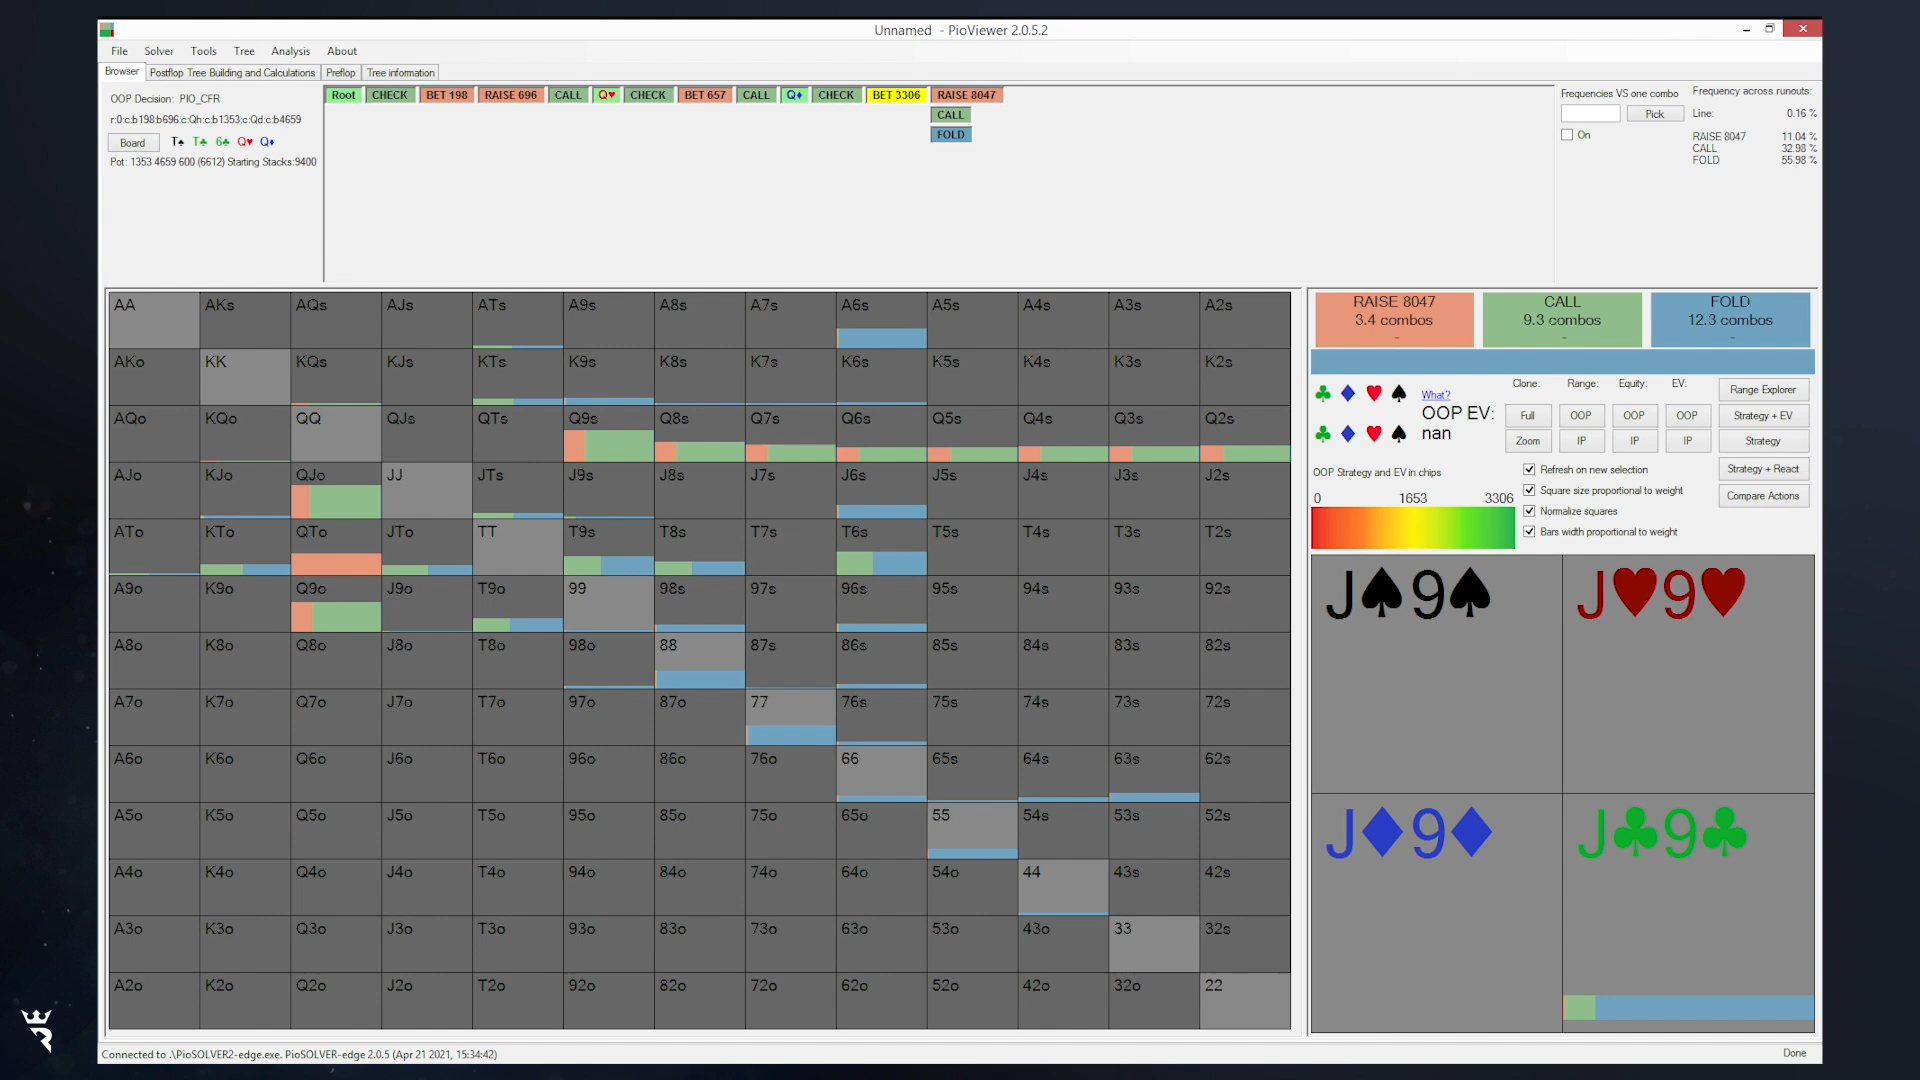 Unnamed - PioViewer 2.0.5.2
File Solver Tools Tree Analysis About
Browser Postflop Tree Building and Calculations Preflop Tree information
OOP Decision: PIO_CFR
r:0:c:b198:b696:c:Qh:c:b1353:c:Qd:c:b4659
Board T♠ T♣ 6♣ Q♥ Q♦
Pot: 1353 4659 600 (6612) Starting Stacks:9400
Root CHECK BET 198 RAISE 696 CALL Q♥ CHECK BET 657 CALL Q♦ CHECK BET 3306 RAISE 8047
CALL
FOLD
Frequencies VS one combo
Pick
On
Frequency across runouts:
Line: 0.16 %
RAISE 8047 11.04 %
CALL 32.98 %
FOLD 55.98 %
AA AKs AQs AJs ATs A9s A8s A7s A6s A5s A4s A3s A2s
AKo KK KQs KJs KTs K9s K8s K7s K6s K5s K4s K3s K2s
AQo KQo QQ QJs QTs Q9s Q8s Q7s Q6s Q5s Q4s Q3s Q2s
AJo KJo QJo JJ JTs J9s J8s J7s J6s J5s J4s J3s J2s
ATo KTo QTo JTo TT T9s T8s T7s T6s T5s T4s T3s T2s
A9o K9o Q9o J9o T9o 99 98s 97s 96s 95s 94s 93s 92s
A8o K8o Q8o J8o T8o 98o 88 87s 86s 85s 84s 83s 82s
A7o K7o Q7o J7o T7o 97o 87o 77 76s 75s 74s 73s 72s
A6o K6o Q6o J6o T6o 96o 86o 76o 66 65s 64s 63s 62s
A5o K5o Q5o J5o T5o 95o 85o 75o 65o 55 54s 53s 52s
A4o K4o Q4o J4o T4o 94o 84o 74o 64o 54o 44 43s 42s
A3o K3o Q3o J3o T3o 93o 83o 73o 63o 53o 43o 33 32s
A2o K2o Q2o J2o T2o 92o 82o 72o 62o 52o 42o 32o 22
RAISE 8047 CALL FOLD
3.4 combos 9.3 combos 12.3 combos
- - -
♣ ♦ ♥ ♠
♣ ♦ ♥ ♠
What?
OOP EV:
nan
Clone: Range: Equity: EV:
Full OOP OOP OOP
Zoom IP IP IP
Range Explorer
Strategy + EV
Strategy
Strategy + React
Compare Actions
OOP Strategy and EV in chips
0 1653 3306
Refresh on new selection
Square size proportional to weight
Normalize squares
Bars width proportional to weight
J♠9♠ J♥9♥
J♦9♦ J♣9♣
Connected to .\PioSOLVER2-edge.exe. PioSOLVER-edge 2.0.5 (Apr 21 2021, 15:34:42)
Done